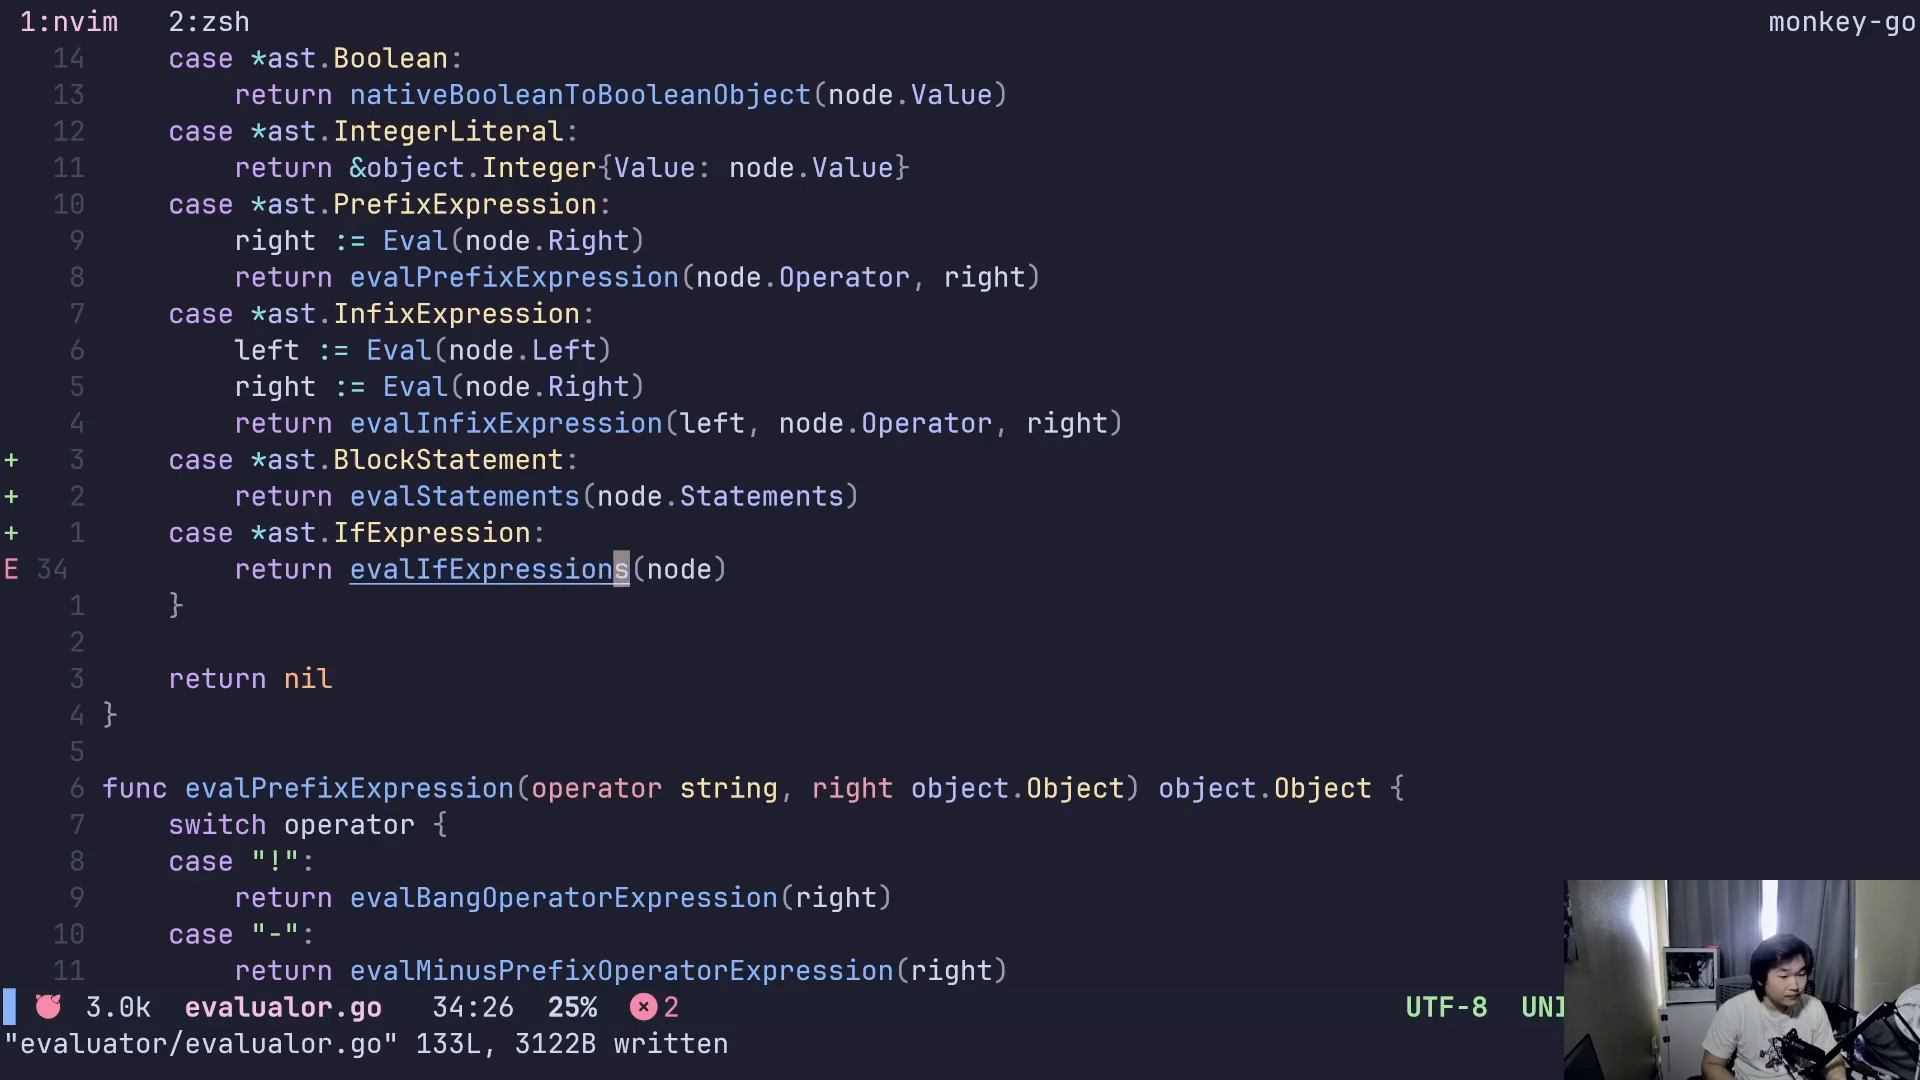 1:nvim 2:zsh monkey-go
14 case *ast.Boolean:
13 return nativeBooleanToBooleanObject(node.Value)
12 case *ast.IntegerLiteral:
11 return &object.Integer{Value: node.Value}
10 case *ast.PrefixExpression:
9 right := Eval(node.Right)
8 return evalPrefixExpression(node.Operator, right)
7 case *ast.InfixExpression:
6 left := Eval(node.Left)
5 right := Eval(node.Right)
4 return evalInfixExpression(left, node.Operator, right)
+ 3 case *ast.BlockStatement:
+ 2 return evalStatements(node.Statements)
+ 1 case *ast.IfExpression:
E 34 return evalIfExpressions(node)
1 }
2
3 return nil
4 }
5
6 func evalPrefixExpression(operator string, right object.Object) object.Object {
7 switch operator {
8 case "!":
9 return evalBangOperatorExpression(right)
10 case "-":
11 return evalMinusPrefixOperatorExpression(right)
3.0k evalualor.go 34:26 25% 2 UTF-8 UNI
"evaluator/evalualor.go" 133L, 3122B written